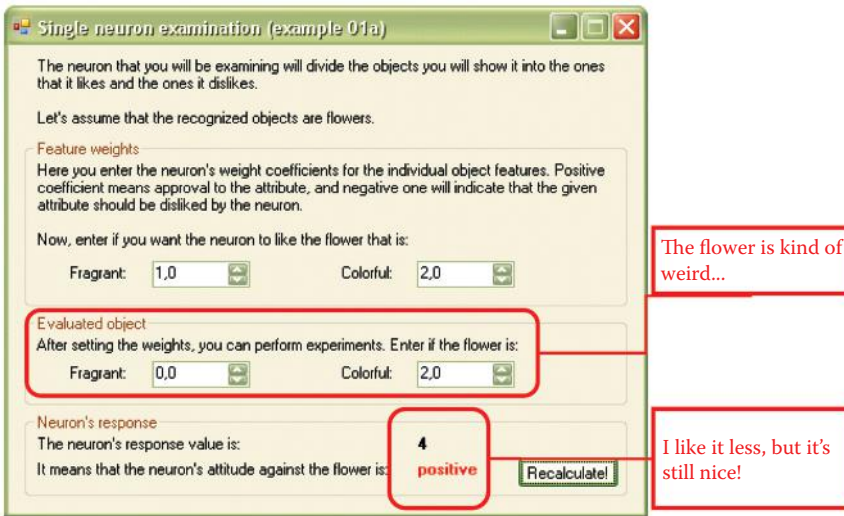 Single neuron examination (example 01a)
The neuron that you will be examining will divide the objects you will show it into the ones
that it likes and the ones it dislikes.
Let's assume that the recognized objects are flowers.
Feature weights
Here you enter the neuron's weight coefficients for the individual object features. Positive
coefficient means approval to the attribute, and negative one will indicate that the given
attribute should be disliked by the neuron.
Now, enter if you want the neuron to like the flower that is:
Fragrant: 1,0 Colorful: 2,0
The flower is kind of
weird...
Evaluated object
After setting the weights, you can perform experiments. Enter if the flower is:
Fragrant: 0,0 Colorful: 2,0
Neuron's response
The neuron's response value is: 4
It means that the neuron's attitude against the flower is: positive Recalculate!
I like it less, but it's
still nice!